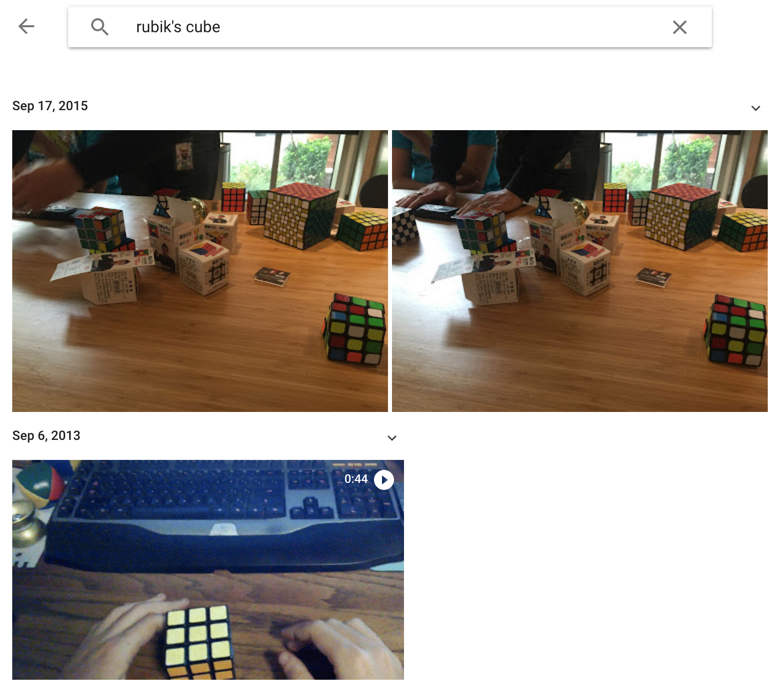 rubik's cube
Sep 17, 2015
Sep 6, 2013
0:44